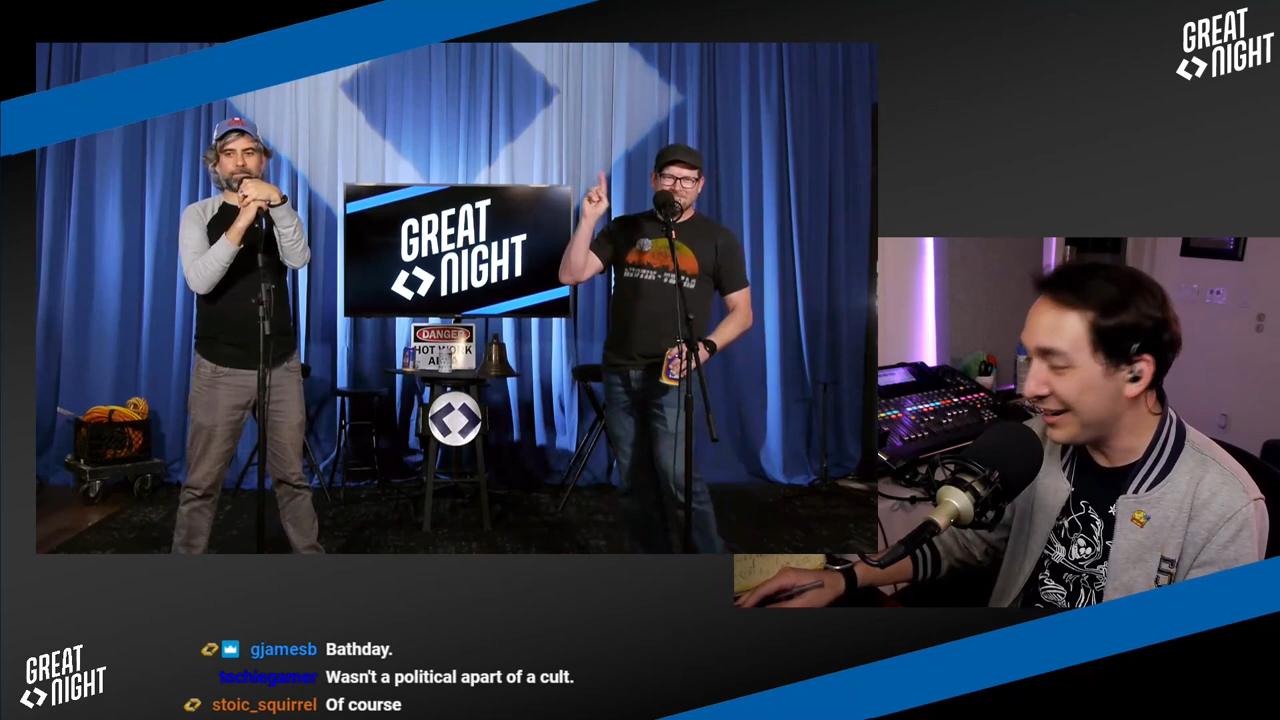 GREAT
NIGHT
GREAT
NIGHT
DANGER
HOT WORK
GREAT
NIGHT
gjamesb Bathday.
techiegamer Wasn't a political apart of a cult.
stoic_squirrel Of course